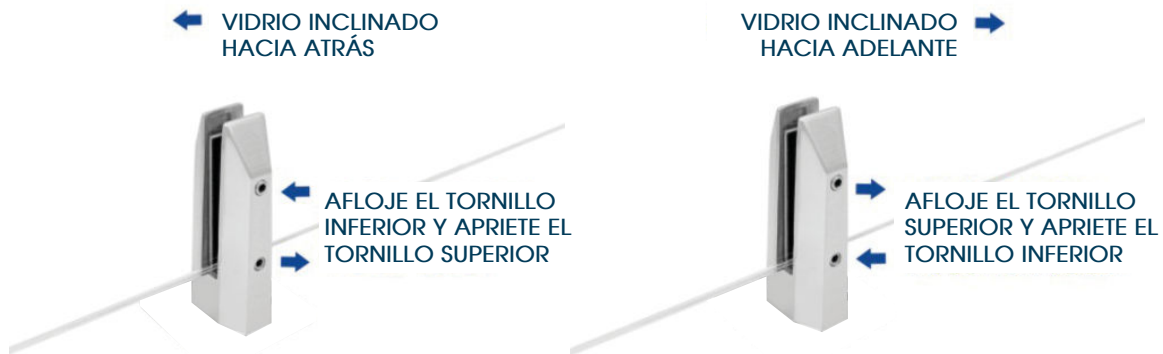 VIDRIO INCLINADO
HACIA ATRÁS
AFLOJE EL TORNILLO
INFERIOR Y APRIETE EL
TORNILLO SUPERIOR
VIDRIO INCLINADO
HACIA ADELANTE
AFLOJE EL TORNILLO
SUPERIOR Y APRIETE EL
TORNILLO INFERIOR